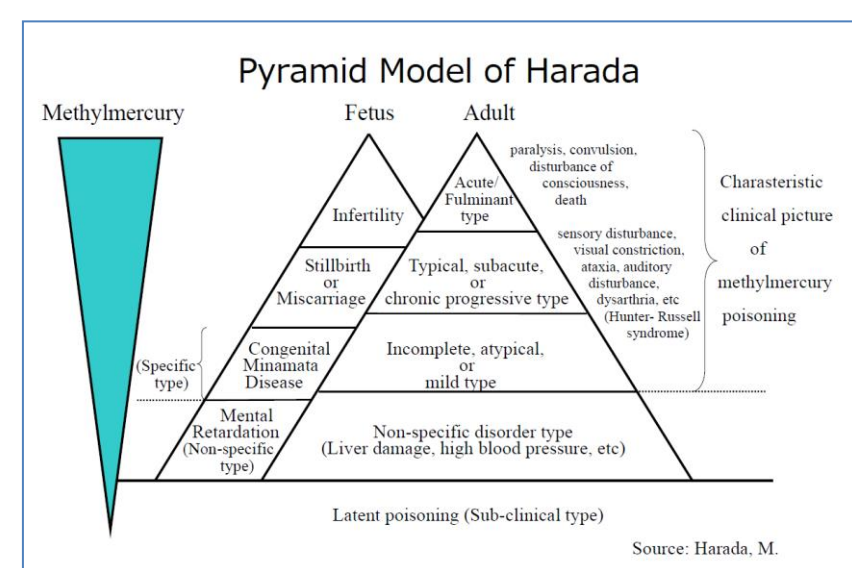 Pyramid Model of Harada
Methylmercury
Fetus
Adult
Infertility
Stillbirth
or
Miscarriage
(Specific
type)
Congenital
Minamata
Disease
Mental
Retardation
(Non-specific
type)
Acute/
Fulminant
type
Typical, subacute,
or
chronic progressive type
Incomplete, atypical,
or
mild type
Non-specific disorder type
(Liver damage, high blood pressure, etc)
paralysis, convulsion,
disturbance of
consciousness,
death
sensory disturbance,
visual constriction,
ataxia, auditory
disturbance,
dysarthria, etc
(Hunter- Russell
syndrome)
Charasteristic
clinical picture
of
methylmercury
poisoning
Latent poisoning (Sub-clinical type)
Source: Harada, M.